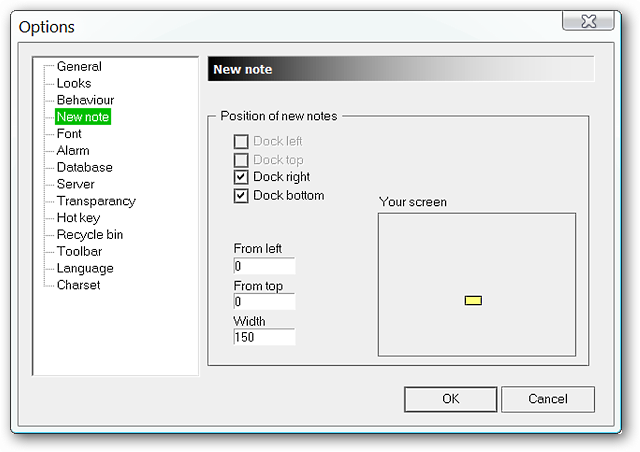 Options
General
Looks
Behaviour
New note
Font
Alarm
Database
Server
Transparancy
Hot key
Recycle bin
Toolbar
Language
Charset
New note
Position of new notes
Dock left
Dock top
Dock right
Dock bottom
Your screen
From left
0
From top
0
Width
150
OK
Cancel